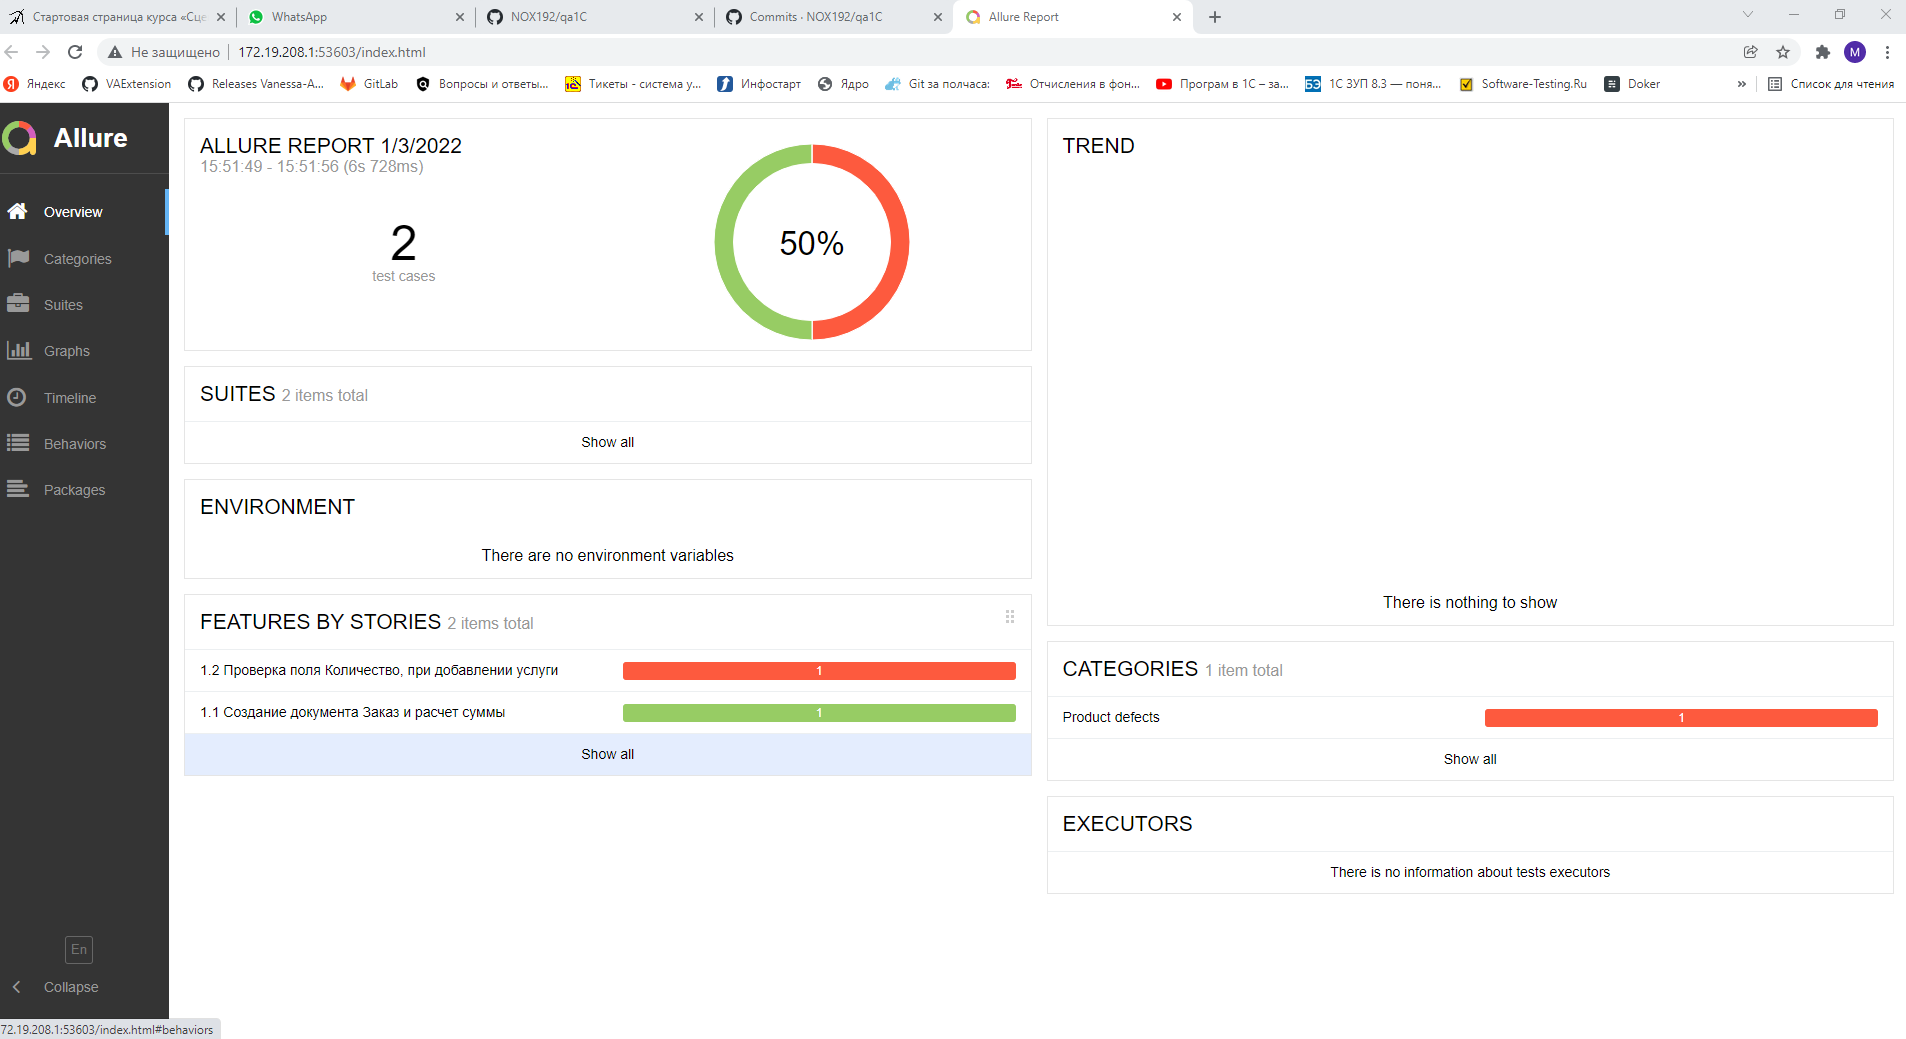 Стартовая страница курса «Сце
WhatsApp
NOX192/qa1C
Commits · NOX192/qa1C
Allure Report
Не защищено
172.19.208.1:53603/index.html
M
Яндекс
VAExtension
Releases Vanessa-A...
GitLab
Вопросы и ответы...
Тикеты - система у...
Инфостарт
Ядро
Git за полчаса:
Отчисления в фон...
Програм в 1С – за...
1С ЗУП 8.3 — поня...
Software-Testing.Ru
Doker
»
Список для чтения
Allure
Overview
Categories
Suites
Graphs
Timeline
Behaviors
Packages
En
Collapse
72.19.208.1:53603/index.html#behaviors
ALLURE REPORT 1/3/2022
15:51:49 - 15:51:56 (6s 728ms)
2
test cases
50%
SUITES 2 items total
Show all
ENVIRONMENT
There are no environment variables
FEATURES BY STORIES 2 items total
1.2 Проверка поля Количество, при добавлении услуги 1
1.1 Создание документа Заказ и расчет суммы 1
Show all
TREND
There is nothing to show
CATEGORIES 1 item total
Product defects 1
Show all
EXECUTORS
There is no information about tests executors